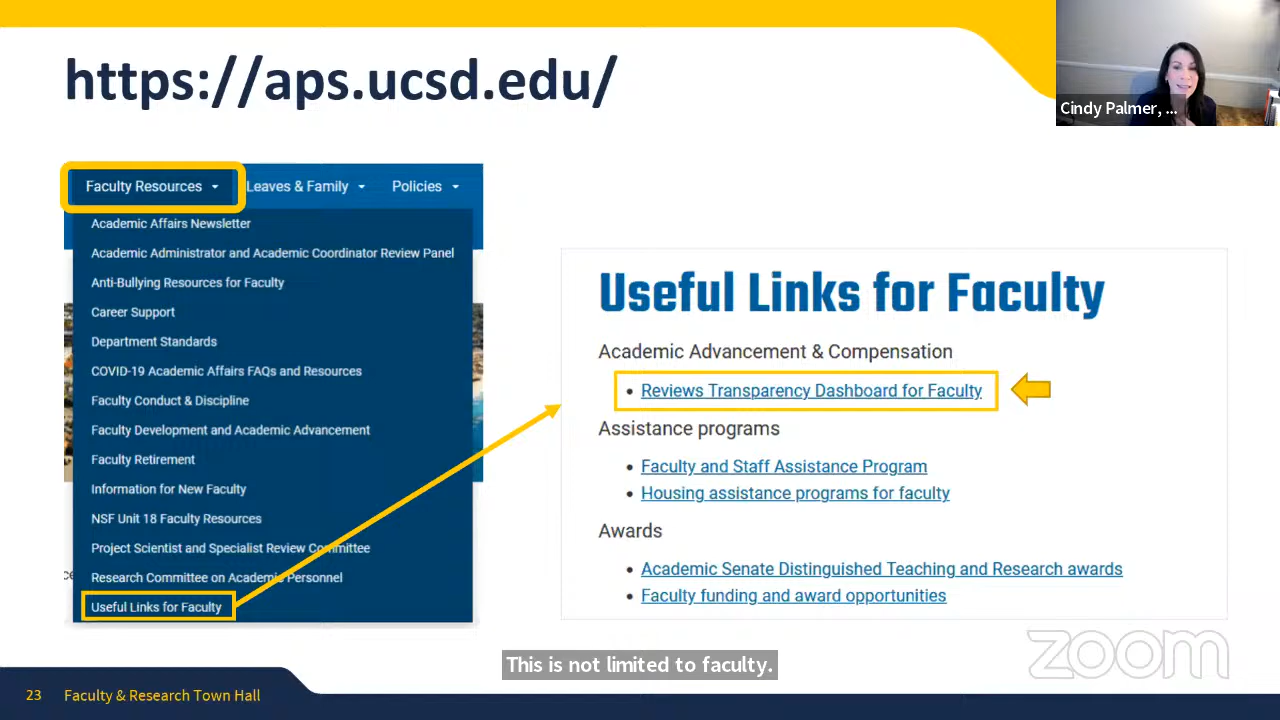 https://aps.ucsd.edu/
Cindy Palmer, ...
Faculty Resources
Leaves & Family
Policies
Academic Affairs Newsletter
Academic Administrator and Academic Coordinator Review Panel
Anti-Bullying Resources for Faculty
Career Support
Department Standards
COVID-19 Academic Affairs FAQs and Resources
Faculty Conduct & Discipline
Faculty Development and Academic Advancement
Faculty Retirement
Information for New Faculty
NSF Unit 18 Faculty Resources
Project Scientist and Specialist Review Committee
Research Committee on Academic Personnel
Useful Links for Faculty
Useful Links for Faculty
Academic Advancement & Compensation
Reviews Transparency Dashboard for Faculty
Assistance programs
Faculty and Staff Assistance Program
Housing assistance programs for faculty
Awards
Academic Senate Distinguished Teaching and Research awards
Faculty funding and award opportunities
This is not limited to faculty.
zoom
23 Faculty & Research Town Hall